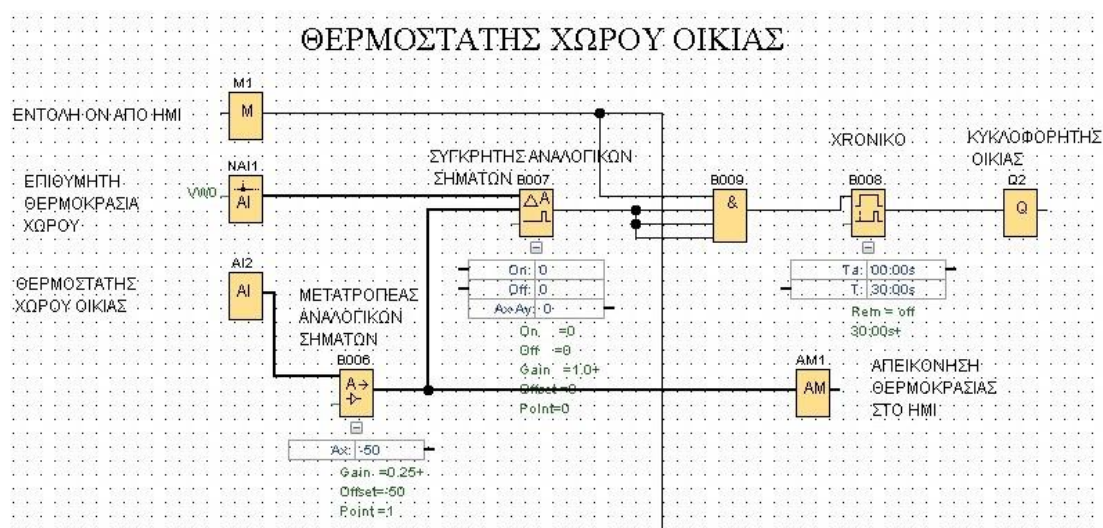 ΘΕΡΜΟΣΤΑΤΗΣ ΧΩΡΟΥ ΟΙΚΙΑΣ
M1
M
ΕΝΤΟΛΗ ΟΝ ΑΠΟ HMI
NAI1
AI
VW0
ΕΠΙΘΥΜΗΤΗ
ΘΕΡΜΟΚΡΑΣΙΑ
ΧΩΡΟΥ
ΣΥΓΚΡΗΤΗΣ ΑΝΑΛΟΓΙΚΩΝ
ΣΗΜΑΤΩΝ
B007
A
B009
&
XRONIKO
B008
ΚΥΚΛΟΦΟΡΗΤΗΣ
ΟΙΚΙΑΣ
Q2
Q
On: 0
Off: 0
Ax-Ay: 0
On =0
Off =0
Gain =1.0+
Offset=0
Point=0
Ta: 00:00s
T: 30:00s
Rem = off
30:00s+
AI2
AI
ΘΕΡΜΟΣΤΑΤΗΣ
ΧΩΡΟΥ ΟΙΚΙΑΣ
ΜΕΤΑΤΡΟΠΕΑΣ
ΑΝΑΛΟΓΙΚΩΝ
ΣΗΜΑΤΩΝ
B006
A→
Ax: -50
Gain =0.25+
Offset=-50
Point=1
AM1
AM
ΑΠΕΙΚΟΝΗΣΗ
ΘΕΡΜΟΚΡΑΣΙΑΣ
ΣΤΟ HMI